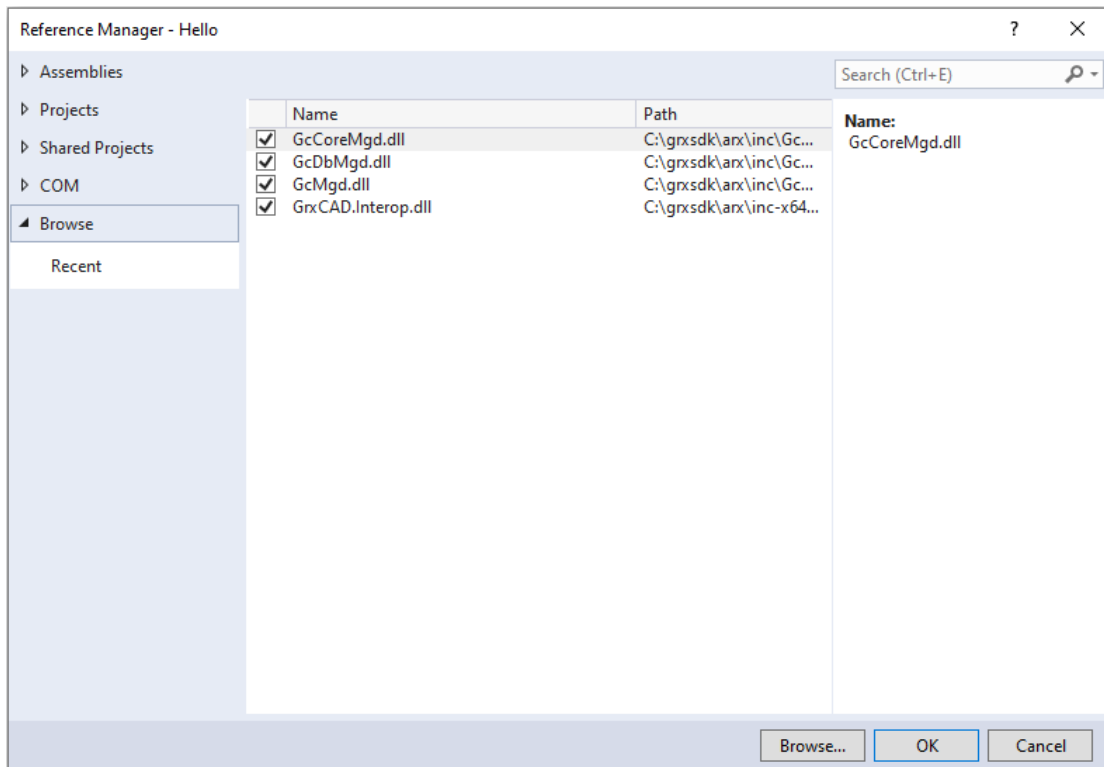 Reference Manager - Hello
?
Assemblies
Search (Ctrl+E)
Projects
Shared Projects
COM
Browse
Recent
Name Path
GcCoreMgd.dll C:\grxsdk\arx\inc\Gc...
GcDbMgd.dll C:\grxsdk\arx\inc\Gc...
GcMgd.dll C:\grxsdk\arx\inc\Gc...
GrxCAD.Interop.dll C:\grxsdk\arx\inc-x64...
Name:
GcCoreMgd.dll
Browse... OK Cancel